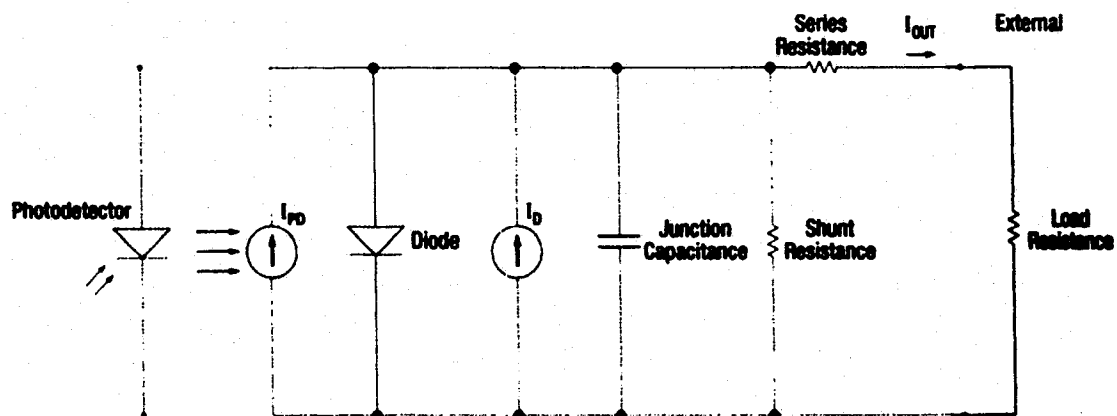 Series
Resistance
I_OUT
External
Photodetector
I_PD
Diode
I_D
Junction
Capacitance
Shunt
Resistance
Load
Resistance